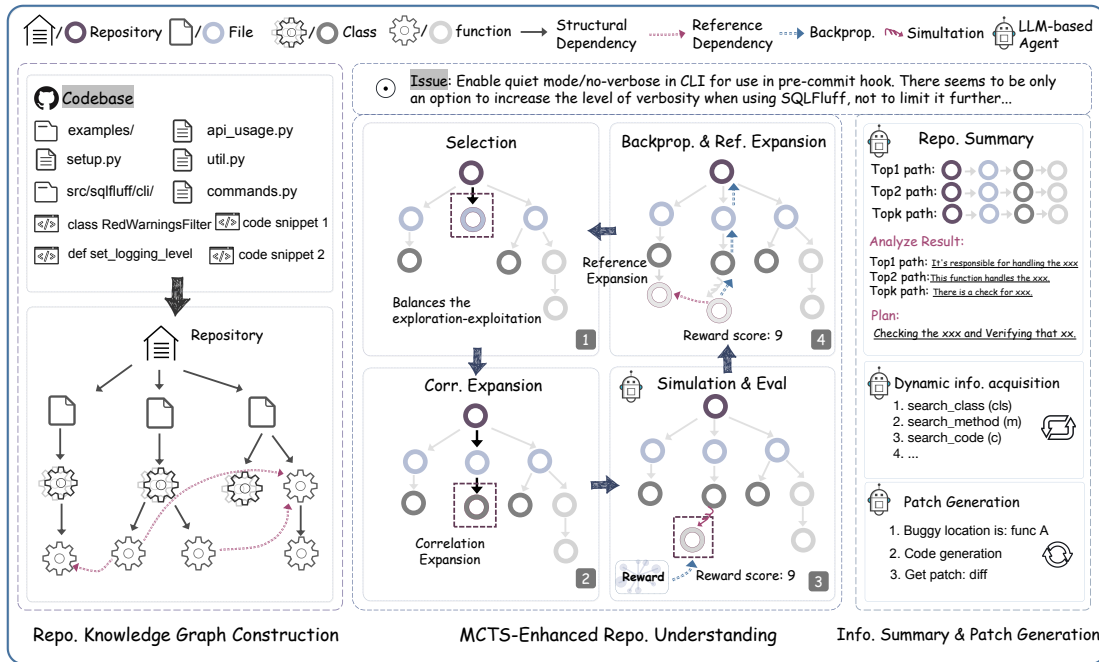 / Repository / File / Class / function Structural Dependency Reference Dependency Backprop. Simultation LLM-based Agent
Codebase
examples/ api_usage.py
setup.py util.py
src/sqlfluff/cli/ commands.py
</> class RedWarningsFilter </> code snippet 1
</> def set_logging_level </> code snippet 2
Repository
Repo. Knowledge Graph Construction
Issue: Enable quiet mode/no-verbose in CLI for use in pre-commit hook. There seems to be only
an option to increase the level of verbosity when using SQLFluff, not to limit it further...
Selection
Balances the
exploration-exploitation
1
Backprop. & Ref. Expansion
Reference
Expansion
Reward score: 9
4
Corr. Expansion
Correlation
Expansion
2
Simulation & Eval
Reward
Reward score: 9
3
MCTS-Enhanced Repo. Understanding
Repo. Summary
Top1 path:
Top2 path:
Topk path:
Analyze Result:
Top1 path: It's responsible for handling the xxx
Top2 path:This function handles the xxx.
Topk path: There is a check for xxx.
Plan:
Checking the xxx and Verifying that xx.
Dynamic info. acquisition
1. search_class (cls)
2. search_method (m)
3. search_code (c)
4. ...
Patch Generation
1. Buggy location is: func A
2. Code generation
3. Get patch: diff
Info. Summary & Patch Generation